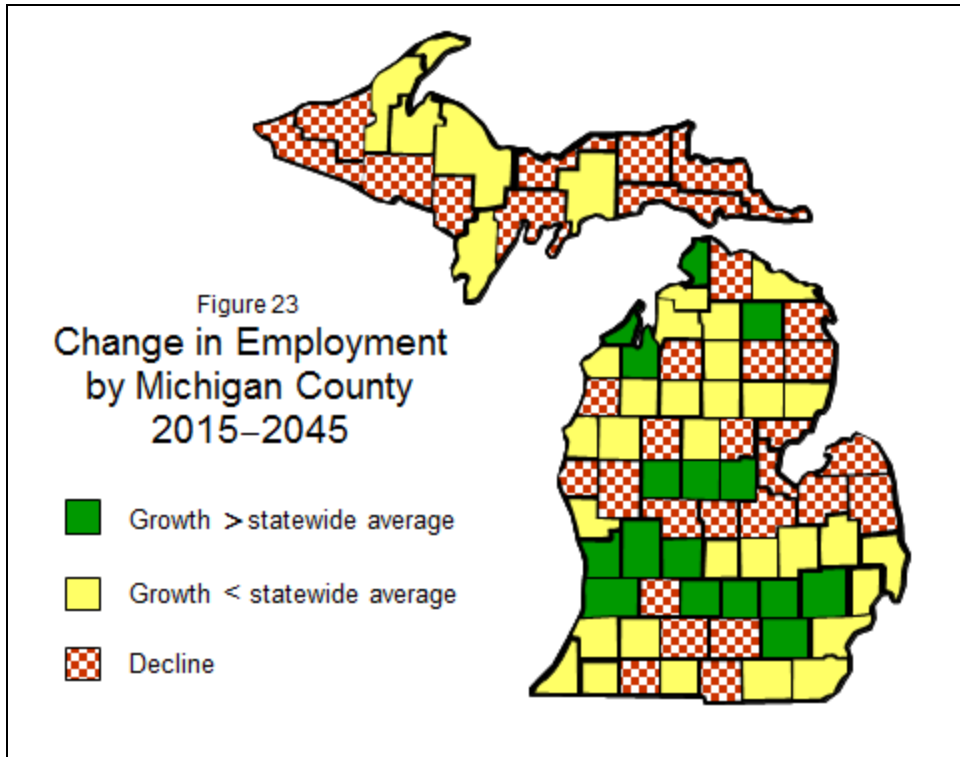 Figure 23
Change in Employment
by Michigan County
2015–2045
Growth > statewide average
Growth < statewide average
Decline